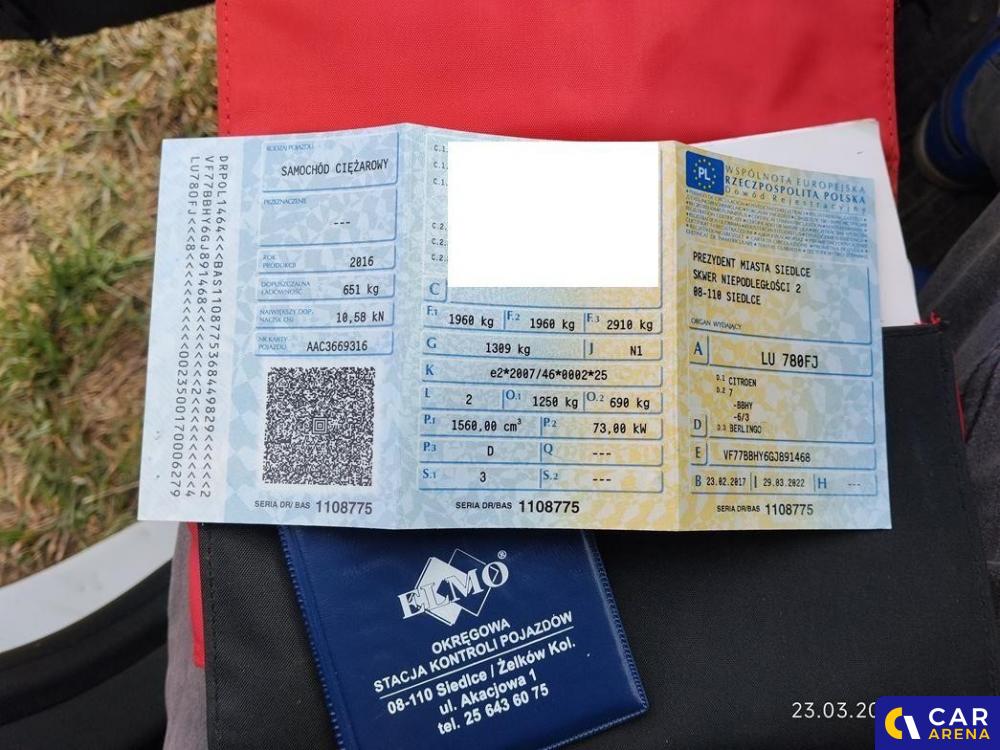 DRPOL1464<<<BAS1108775368449829<<<<<2
VF77BBHY6GJ891468<<<<<<<<2<<<<<<<<4
LU780FJ<<<8<<<<<<<<<0023500170006279
RODZAJ POJAZDU
SAMOCHÓD CIĘŻAROWY
PRZEZNACZENIE
---
ROK PRODUKCJI 2016
DOPUSZCZALNA ŁADOWNOŚĆ 651 kg
NAJWIĘKSZY DOP. NACISK OSI 10,58 kN
NR KARTY POJAZDU AAC3669316
SERIA DR/BAS 1108775
C.1.
C.1.
C.1.
C.2.
C.2.
C
F.1 1960 kg F.2 1960 kg F.3 2910 kg
G 1309 kg J N1
K e2*2007/46*0002*25
L 2 O.1 1250 kg O.2 690 kg
P.1 1560,00 cm³ P.2 73,00 kW
P.3 D Q ---
S.1 3 S.2 ---
SERIA DR/BAS 1108775
PL
WSPÓLNOTA EUROPEJSKA
RZECZPOSPOLITA POLSKA
Dowód Rejestracyjny
PREZYDENT MIASTA SIEDLCE
SKWER NIEPODLEGŁOŚCI 2
08-110 SIEDLCE
ORGAN WYDAJĄCY
A LU 780FJ
D.1 CITROEN
D.2 7
-BBHY
-6/3
D D.3 BERLINGO
E VF77BBHY6GJ891468
B 23.02.2017 I 29.03.2022 H ---
SERIA DR/BAS 1108775
ELMO®
OKRĘGOWA
STACJA KONTROLI POJAZDÓW
08-110 Siedlce / Żelków Kol.
ul. Akacjowa 1
tel. 25 643 60 75
23.03.20
CAR
ARENA